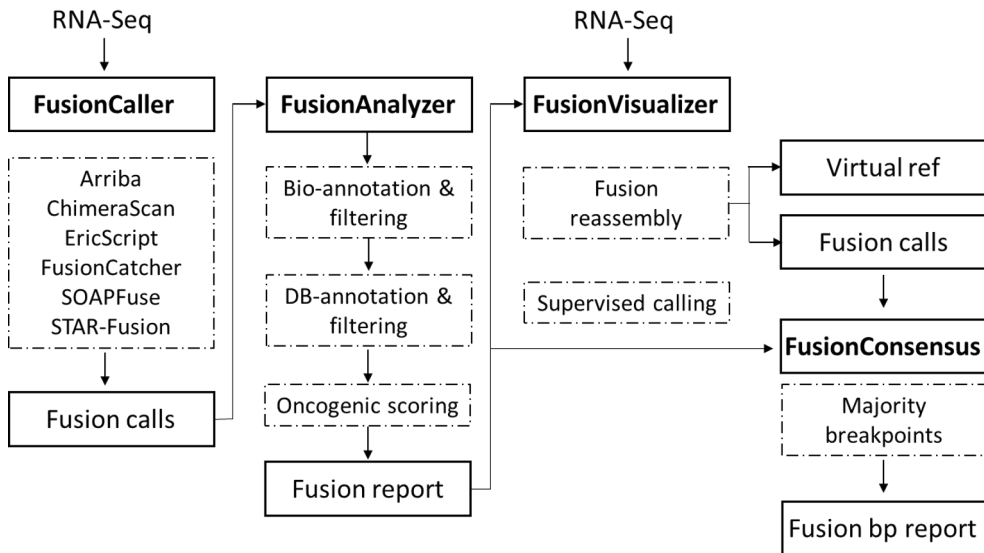 RNA-Seq
FusionCaller
Arriba
ChimeraScan
EricScript
FusionCatcher
SOAPFuse
STAR-Fusion
Fusion calls
FusionAnalyzer
Bio-annotation &
filtering
DB-annotation &
filtering
Oncogenic scoring
Fusion report
RNA-Seq
FusionVisualizer
Fusion
reassembly
Supervised calling
Virtual ref
Fusion calls
FusionConsensus
Majority
breakpoints
Fusion bp report